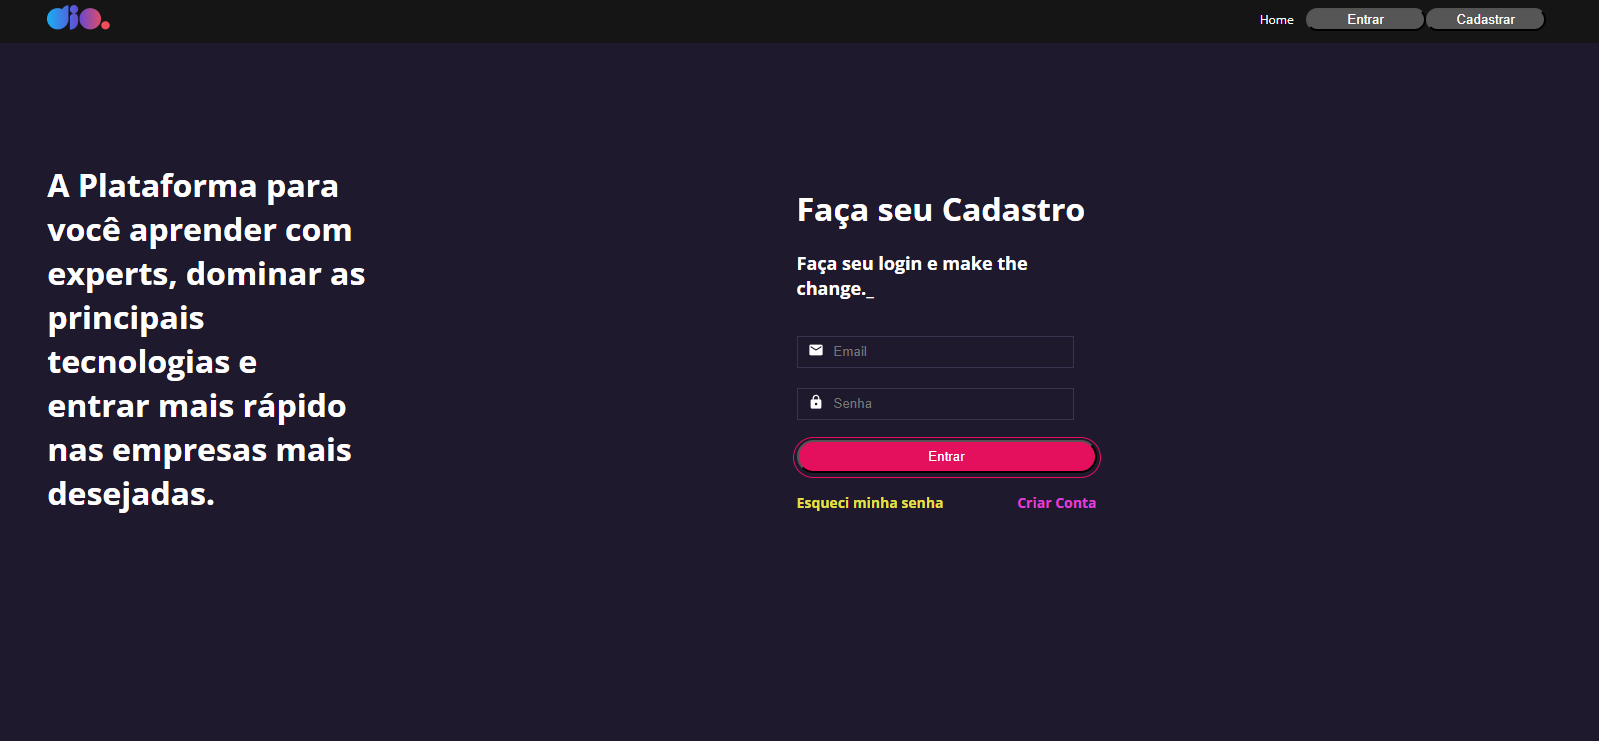 dio.
Home
Entrar
Cadastrar
A Plataforma para
você aprender com
experts, dominar as
principais
tecnologias e
entrar mais rápido
nas empresas mais
desejadas.
Faça seu Cadastro
Faça seu login e make the
change._
Email
Senha
Entrar
Esqueci minha senha
Criar Conta